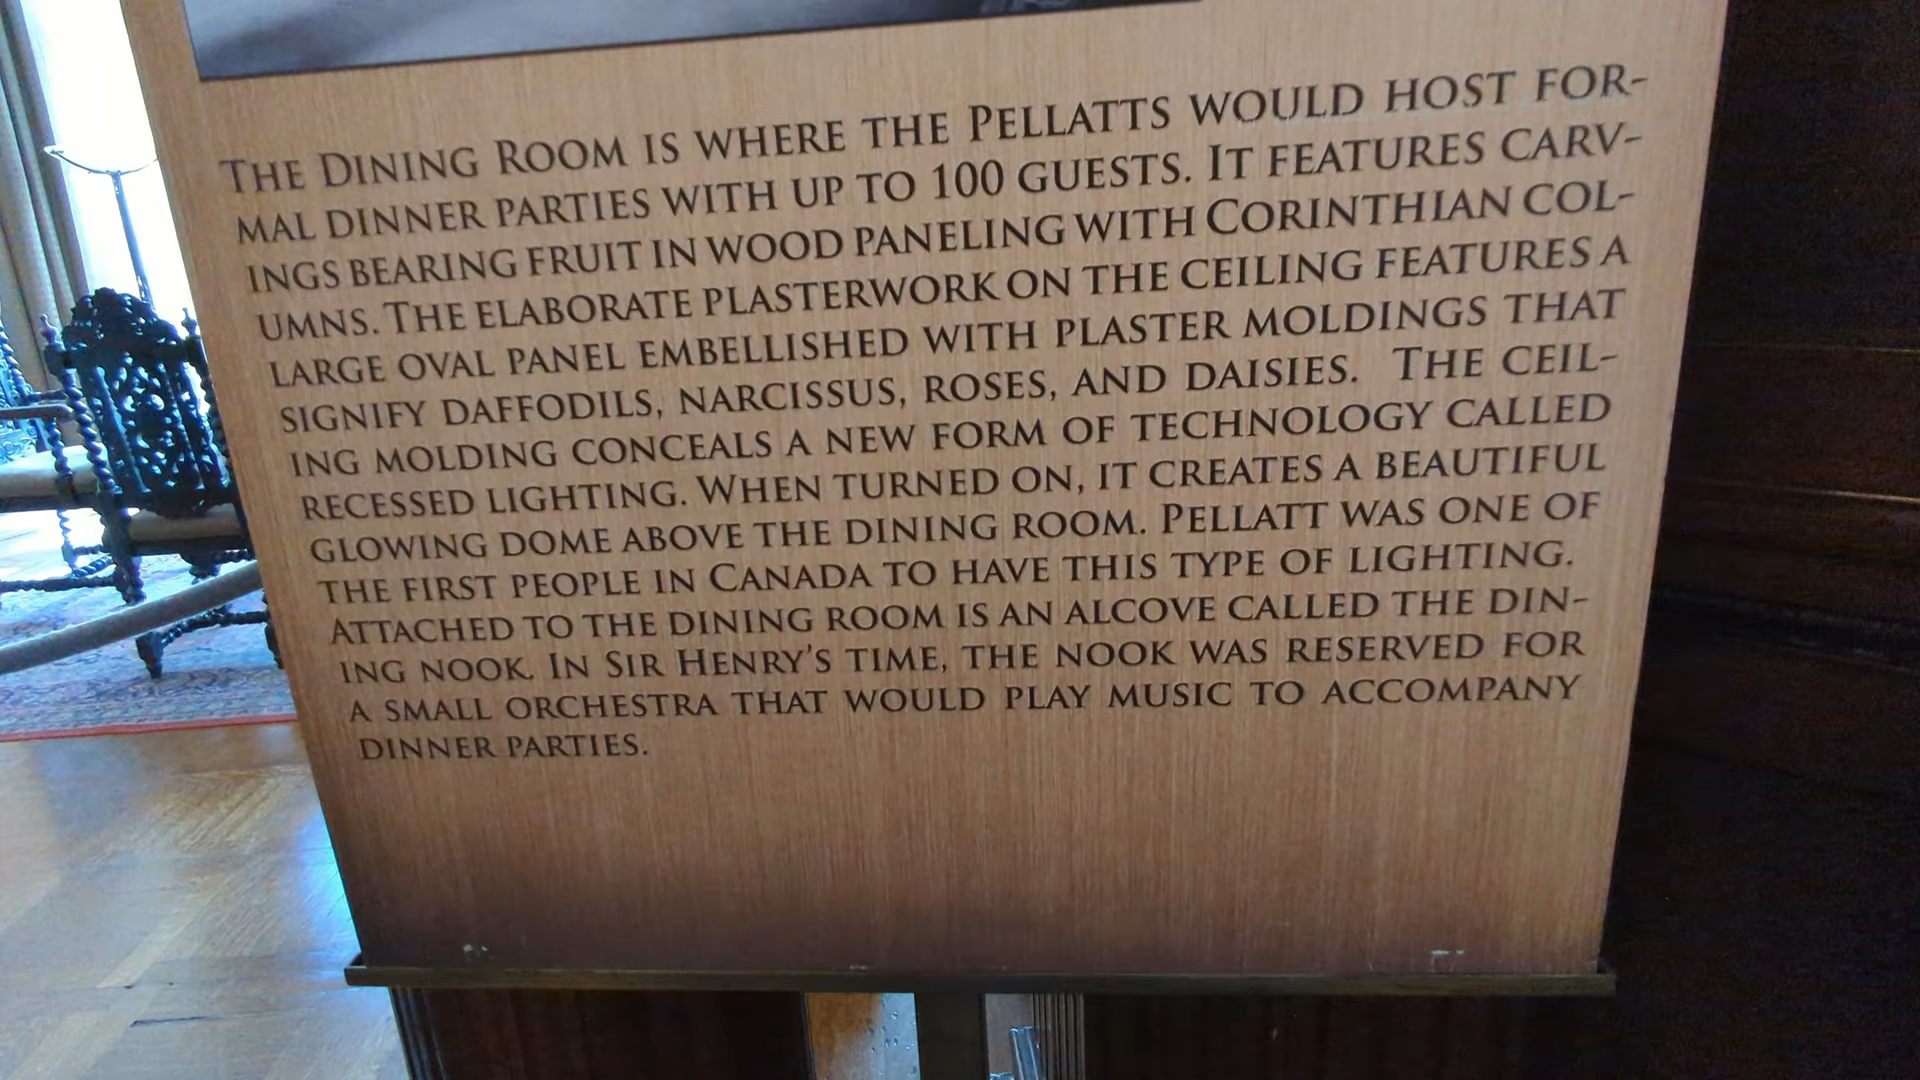 The Dining Room is where the Pellatts would host for-
mal dinner parties with up to 100 guests. It features carv-
ings bearing fruit in wood paneling with Corinthian col-
umns. The elaborate plasterwork on the ceiling features a
large oval panel embellished with plaster moldings that
signify daffodils, narcissus, roses, and daisies. The ceil-
ing molding conceals a new form of technology called
recessed lighting. When turned on, it creates a beautiful
glowing dome above the dining room. Pellatt was one of
the first people in Canada to have this type of lighting.
Attached to the dining room is an alcove called the din-
ing nook. In Sir Henry's time, the nook was reserved for
a small orchestra that would play music to accompany
dinner parties.